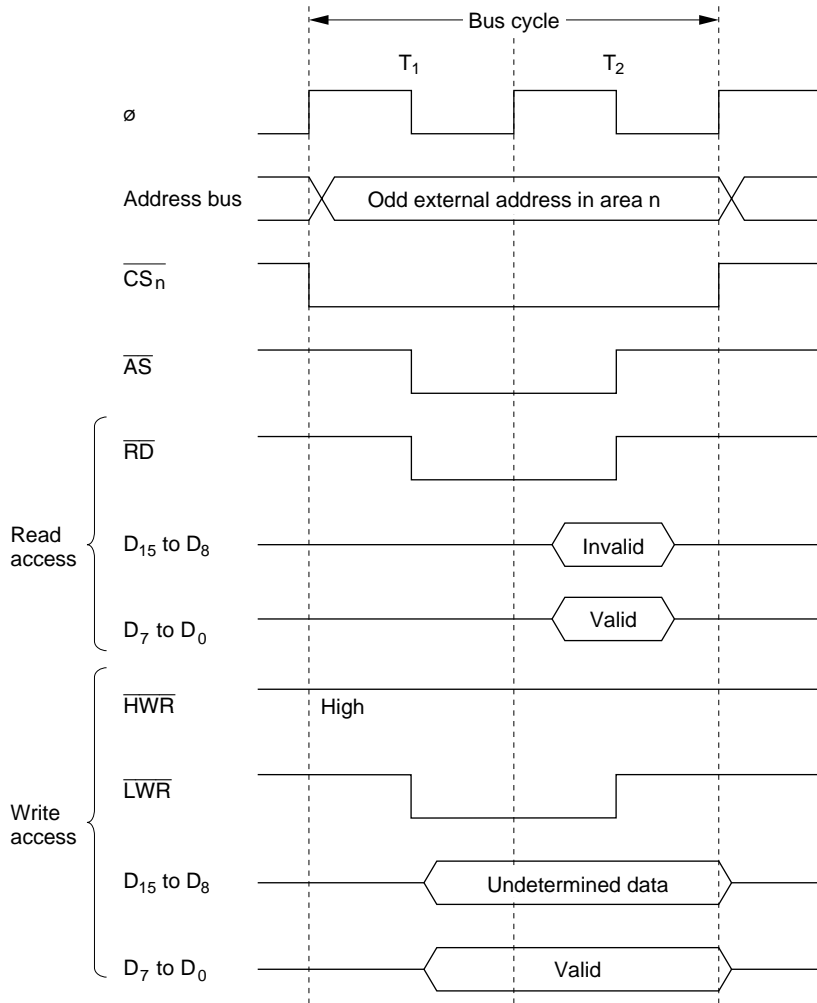 Bus cycle
T1 T2
ø
Address bus Odd external address in area n
CSn
AS
RD
Read access
D15 to D8 Invalid
D7 to D0 Valid
HWR High
LWR
Write access
D15 to D8 Undetermined data
D7 to D0 Valid